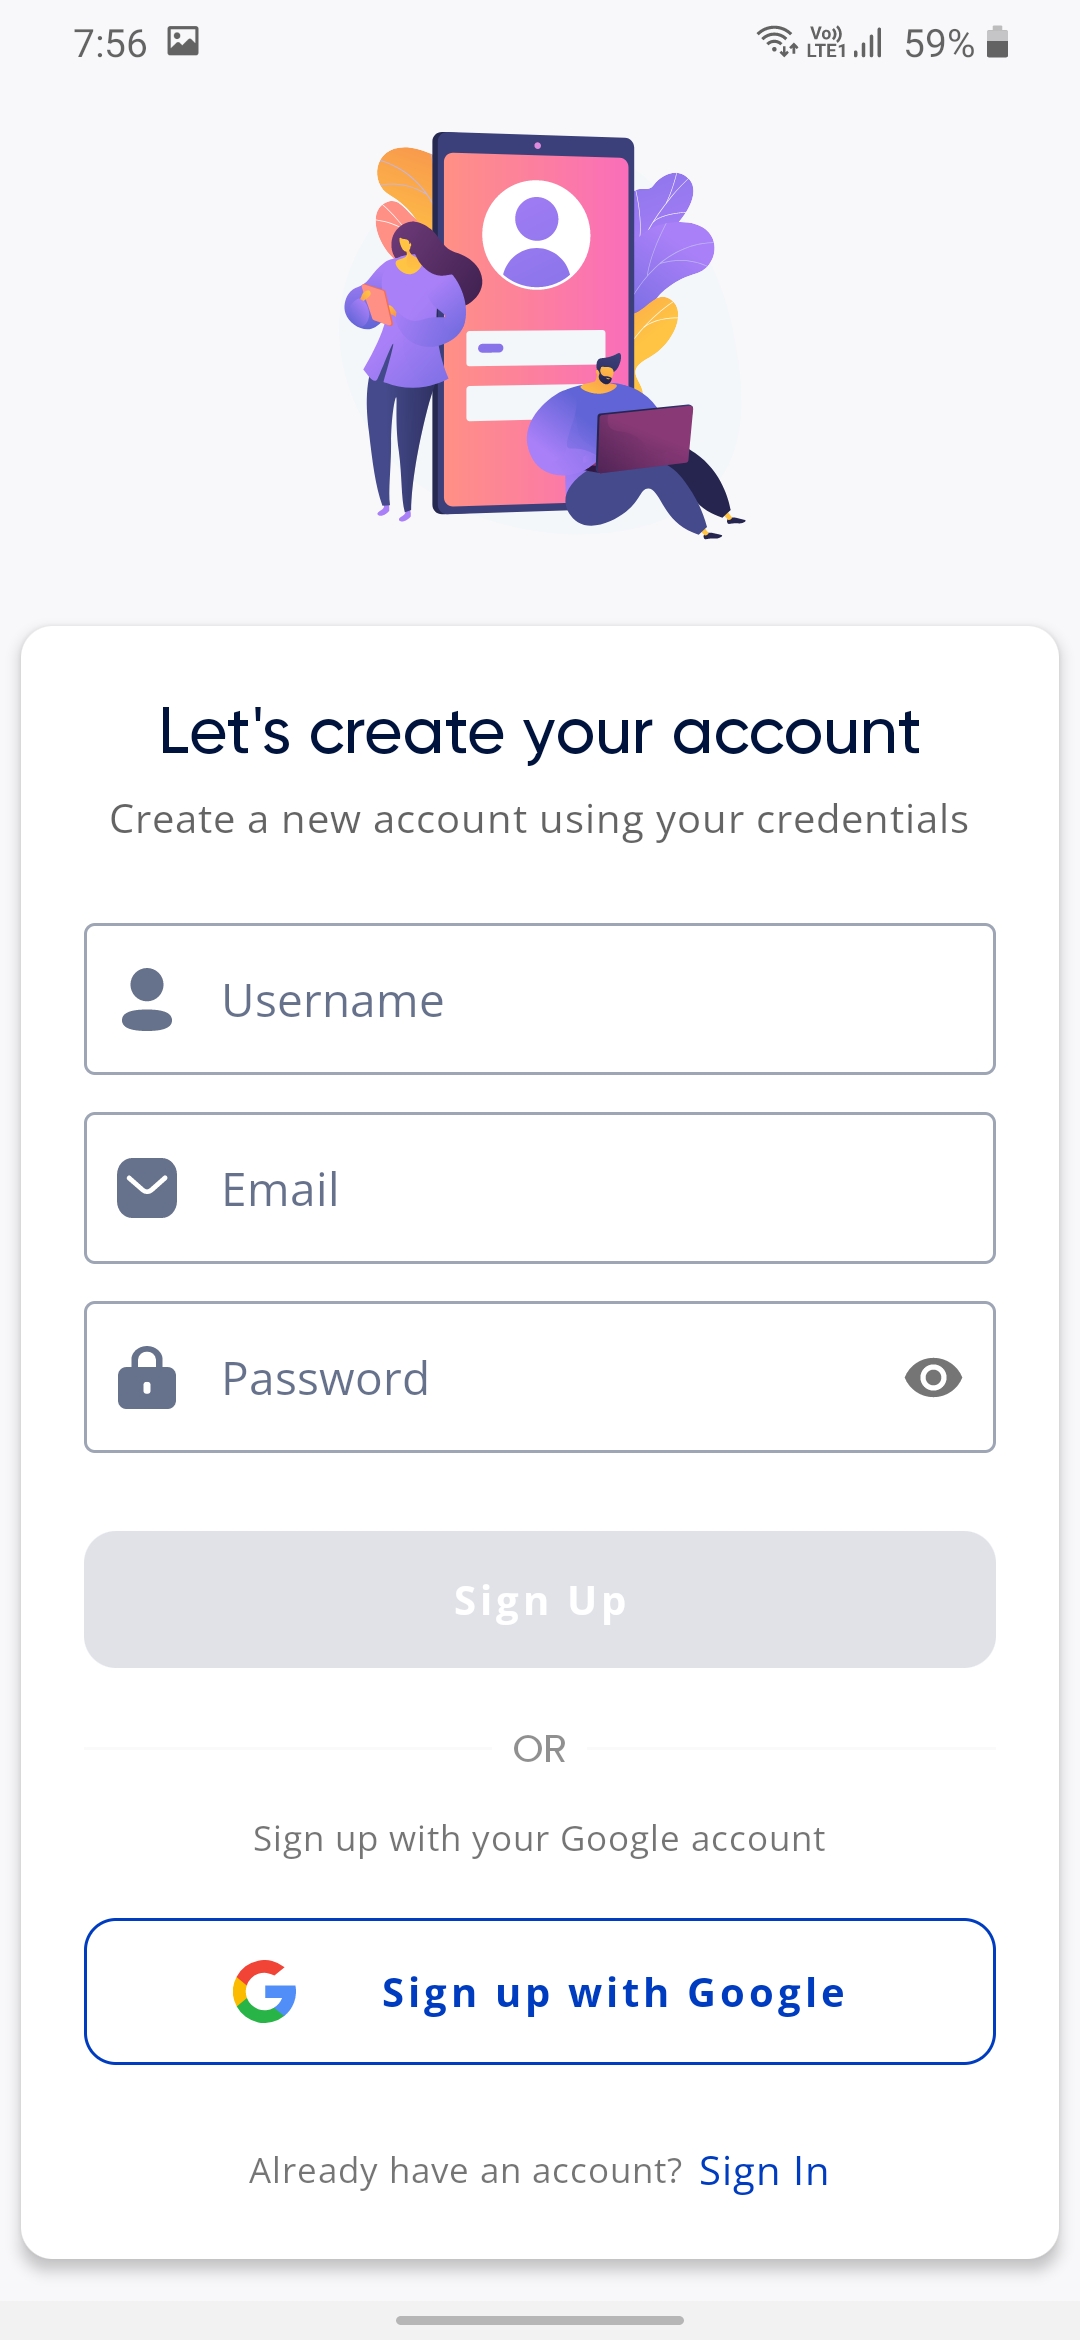 7:56 Vo)) LTE1 59%
Let's create your account
Create a new account using your credentials
Username
Email
Password
Sign Up
OR
Sign up with your Google account
Sign up with Google
Already have an account? Sign In